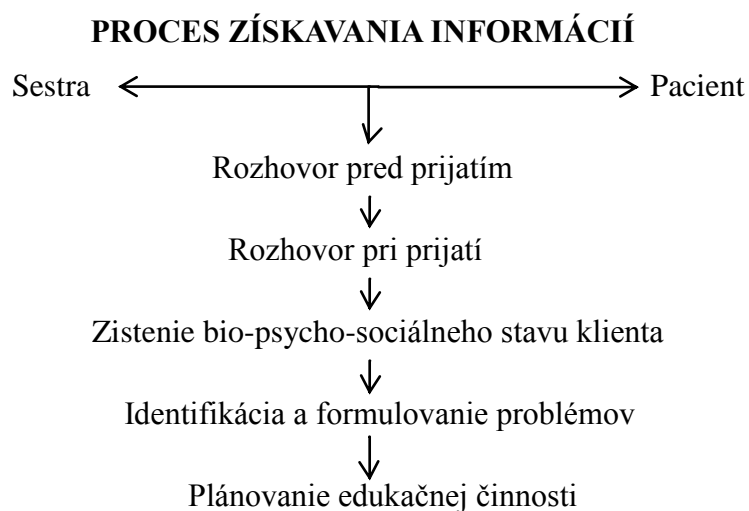 PROCES ZÍSKAVANIA INFORMÁCIÍ
Sestra Pacient
Rozhovor pred prijatím
Rozhovor pri prijatí
Zistenie bio-psycho-sociálneho stavu klienta
Identifikácia a formulovanie problémov
Plánovanie edukačnej činnosti